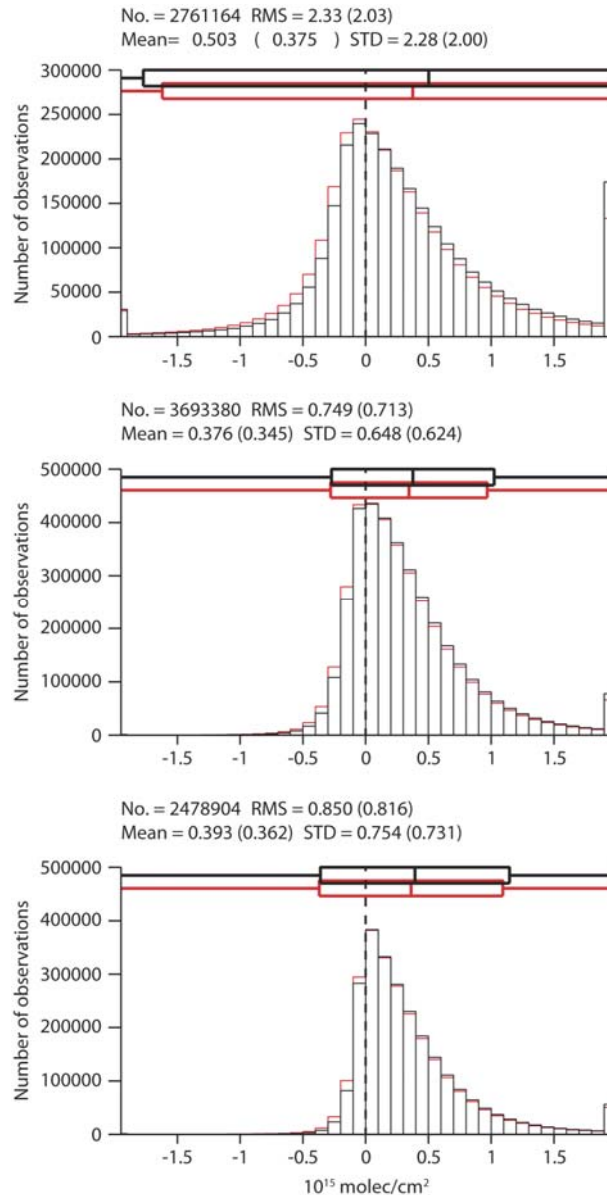 No. = 2761164 RMS = 2.33 (2.03)
Mean= 0.503 ( 0.375 ) STD = 2.28 (2.00)
300000
250000
200000
150000
100000
50000
0
Number of observations
-1.5 -1 -0.5 0 0.5 1 1.5
No. = 3693380 RMS = 0.749 (0.713)
Mean = 0.376 (0.345) STD = 0.648 (0.624)
500000
400000
300000
200000
100000
0
Number of observations
-1.5 -1 -0.5 0 0.5 1 1.5
No. = 2478904 RMS = 0.850 (0.816)
Mean = 0.393 (0.362) STD = 0.754 (0.731)
500000
400000
300000
200000
100000
0
Number of observations
-1.5 -1 -0.5 0 0.5 1 1.5
10¹⁵ molec/cm²